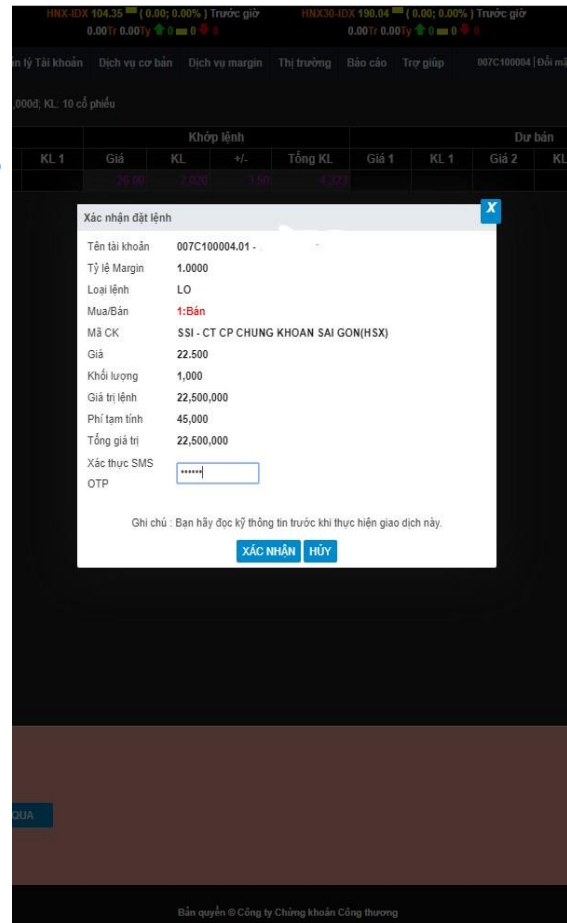 HNX-IDX 104.35 ( 0.00; 0.00% ) Trước giờ HNX30-IDX 190.04 ( 0.00; 0.00% ) Trước giờ
0.00Tr 0.00Tỷ 0 0 0 0.00Tr 0.00Tỷ 0 0 0
n lý Tài khoản Dịch vụ cơ bản Dịch vụ margin Thị trường Báo cáo Trợ giúp 007C100004 | Đổi mã
,000đ; KL: 10 cổ phiếu
Khớp lệnh Dư bán
KL 1 Giá KL +/- Tổng KL Giá 1 KL 1 Giá 2 KL
Xác nhận đặt lệnh X
Tên tài khoản 007C100004.01 -
Tỷ lệ Margin 1.0000
Loại lệnh LO
Mua/Bán 1:Bán
Mã CK SSI - CT CP CHUNG KHOAN SAI GON(HSX)
Giá 22.500
Khối lượng 1,000
Giá trị lệnh 22,500,000
Phí tạm tính 45,000
Tổng giá trị 22,500,000
Xác thực SMS
OTP ••••••
Ghi chú : Bạn hãy đọc kỹ thông tin trước khi thực hiện giao dịch này.
XÁC NHẬN HỦY
QUA
Bản quyền © Công ty Chứng khoán Công thương